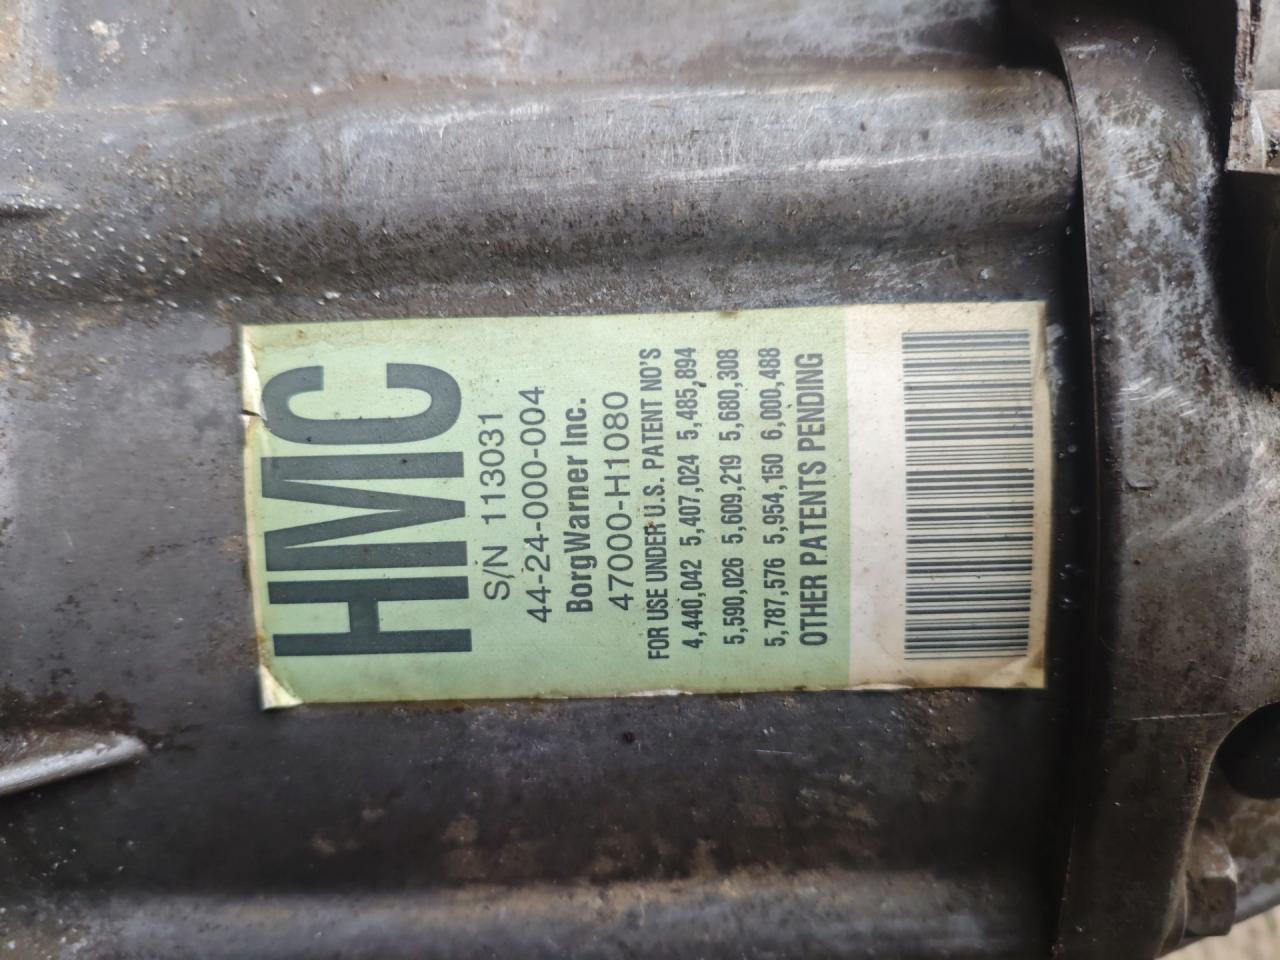 HMC
S/N 113031
44-24-000-004
BorgWarner Inc.
47000-H1080
FOR USE UNDER U.S. PATENT NO'S
4,440,042 5,407,024 5,485,894
5,590,026 5,609,219 5,680,308
5,787,576 5,954,150 6,000,488
OTHER PATENTS PENDING